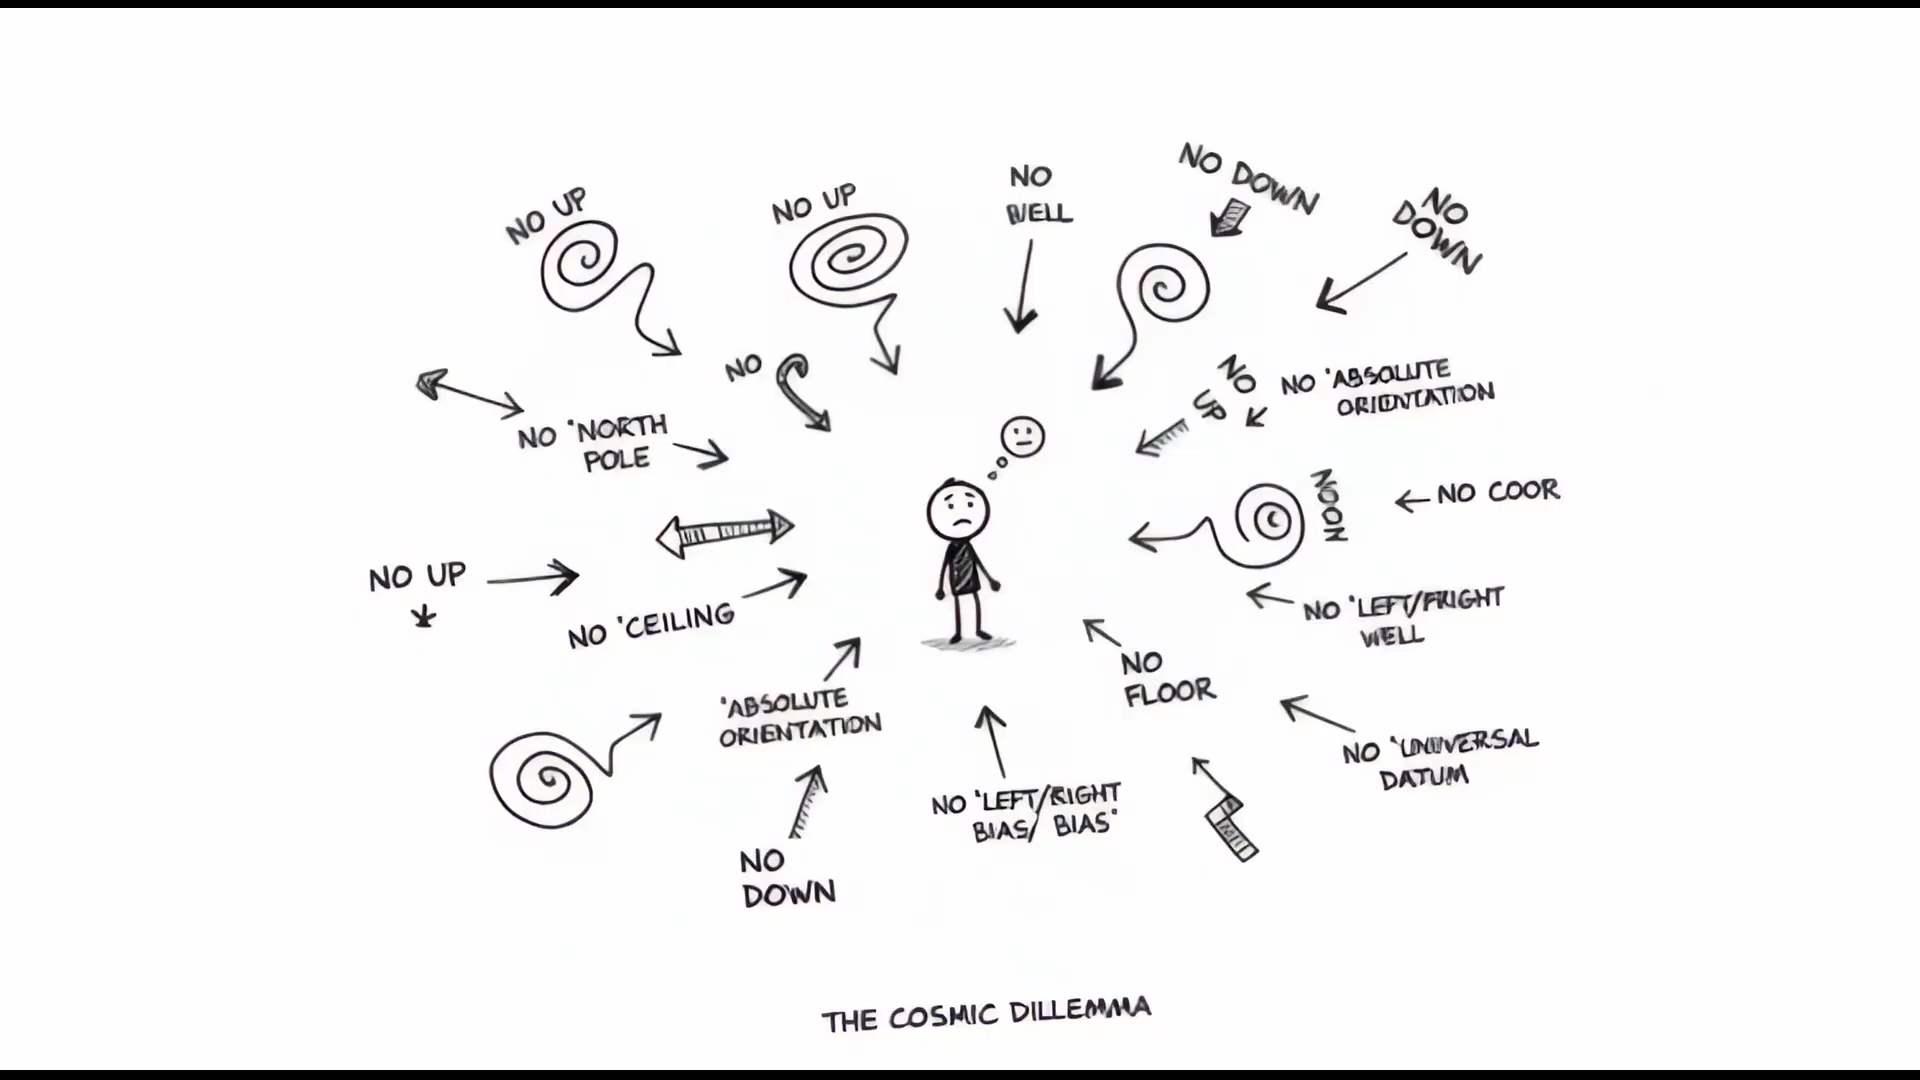 NO UP
NO UP
NO
WELL
NO DOWN
NO
DOWN
NO
NO
UP
NO 'ABSOLUTE
ORIENTATION
NO 'NORTH
POLE
NOON
NO COOR
NO UP
NO 'CEILING
NO 'LEFT/FRIGHT
WELL
NO
FLOOR
'ABSOLUTE
ORIENTATION
NO 'UNIVERSAL
DATUM
NO 'LEFT/RIGHT
BIAS/ BIAS'
NO
DOWN
THE COSMIC DILLEMMA